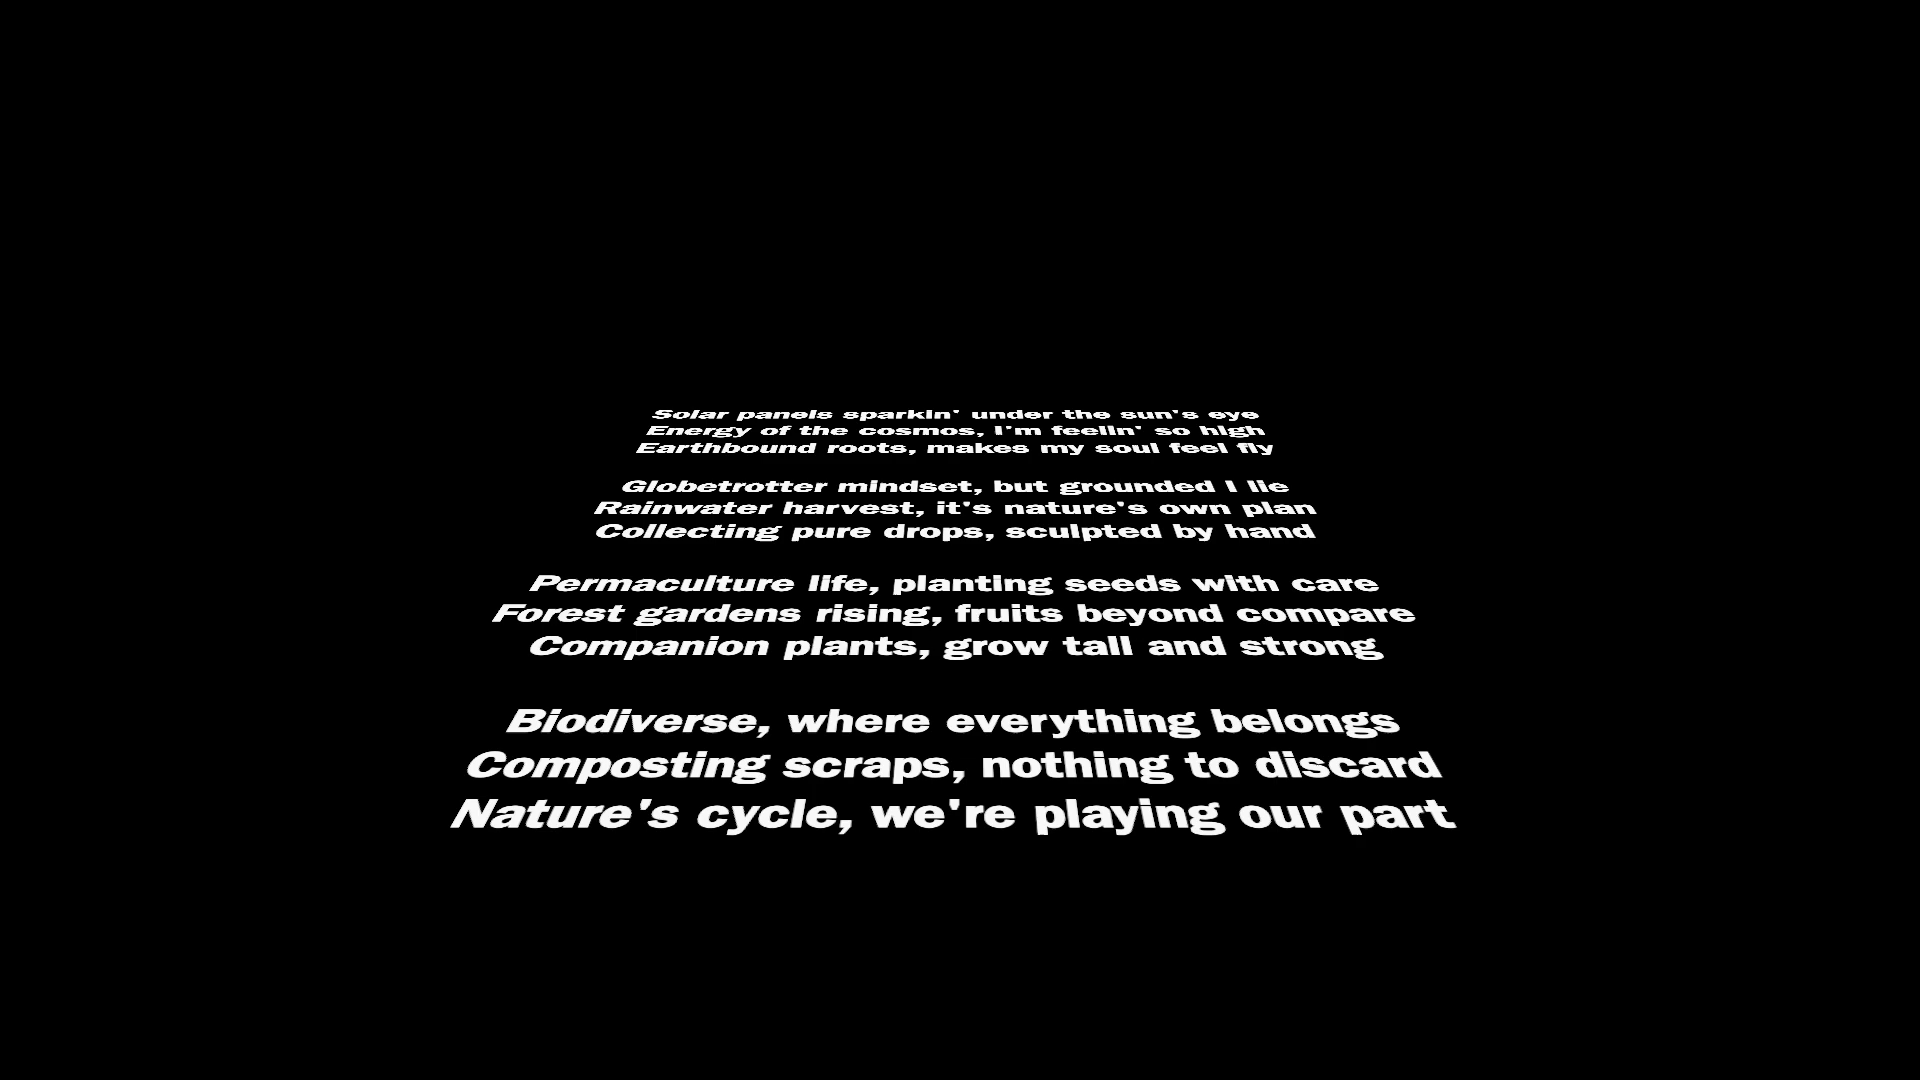 Solar panels sparkin' under the sun's eye
Energy of the cosmos, I'm feelin' so high
Earthbound roots, makes my soul feel fly
Globetrotter mindset, but grounded I lie
Rainwater harvest, it's nature's own plan
Collecting pure drops, sculpted by hand
Permaculture life, planting seeds with care
Forest gardens rising, fruits beyond compare
Companion plants, grow tall and strong
Biodiverse, where everything belongs
Composting scraps, nothing to discard
Nature's cycle, we're playing our part